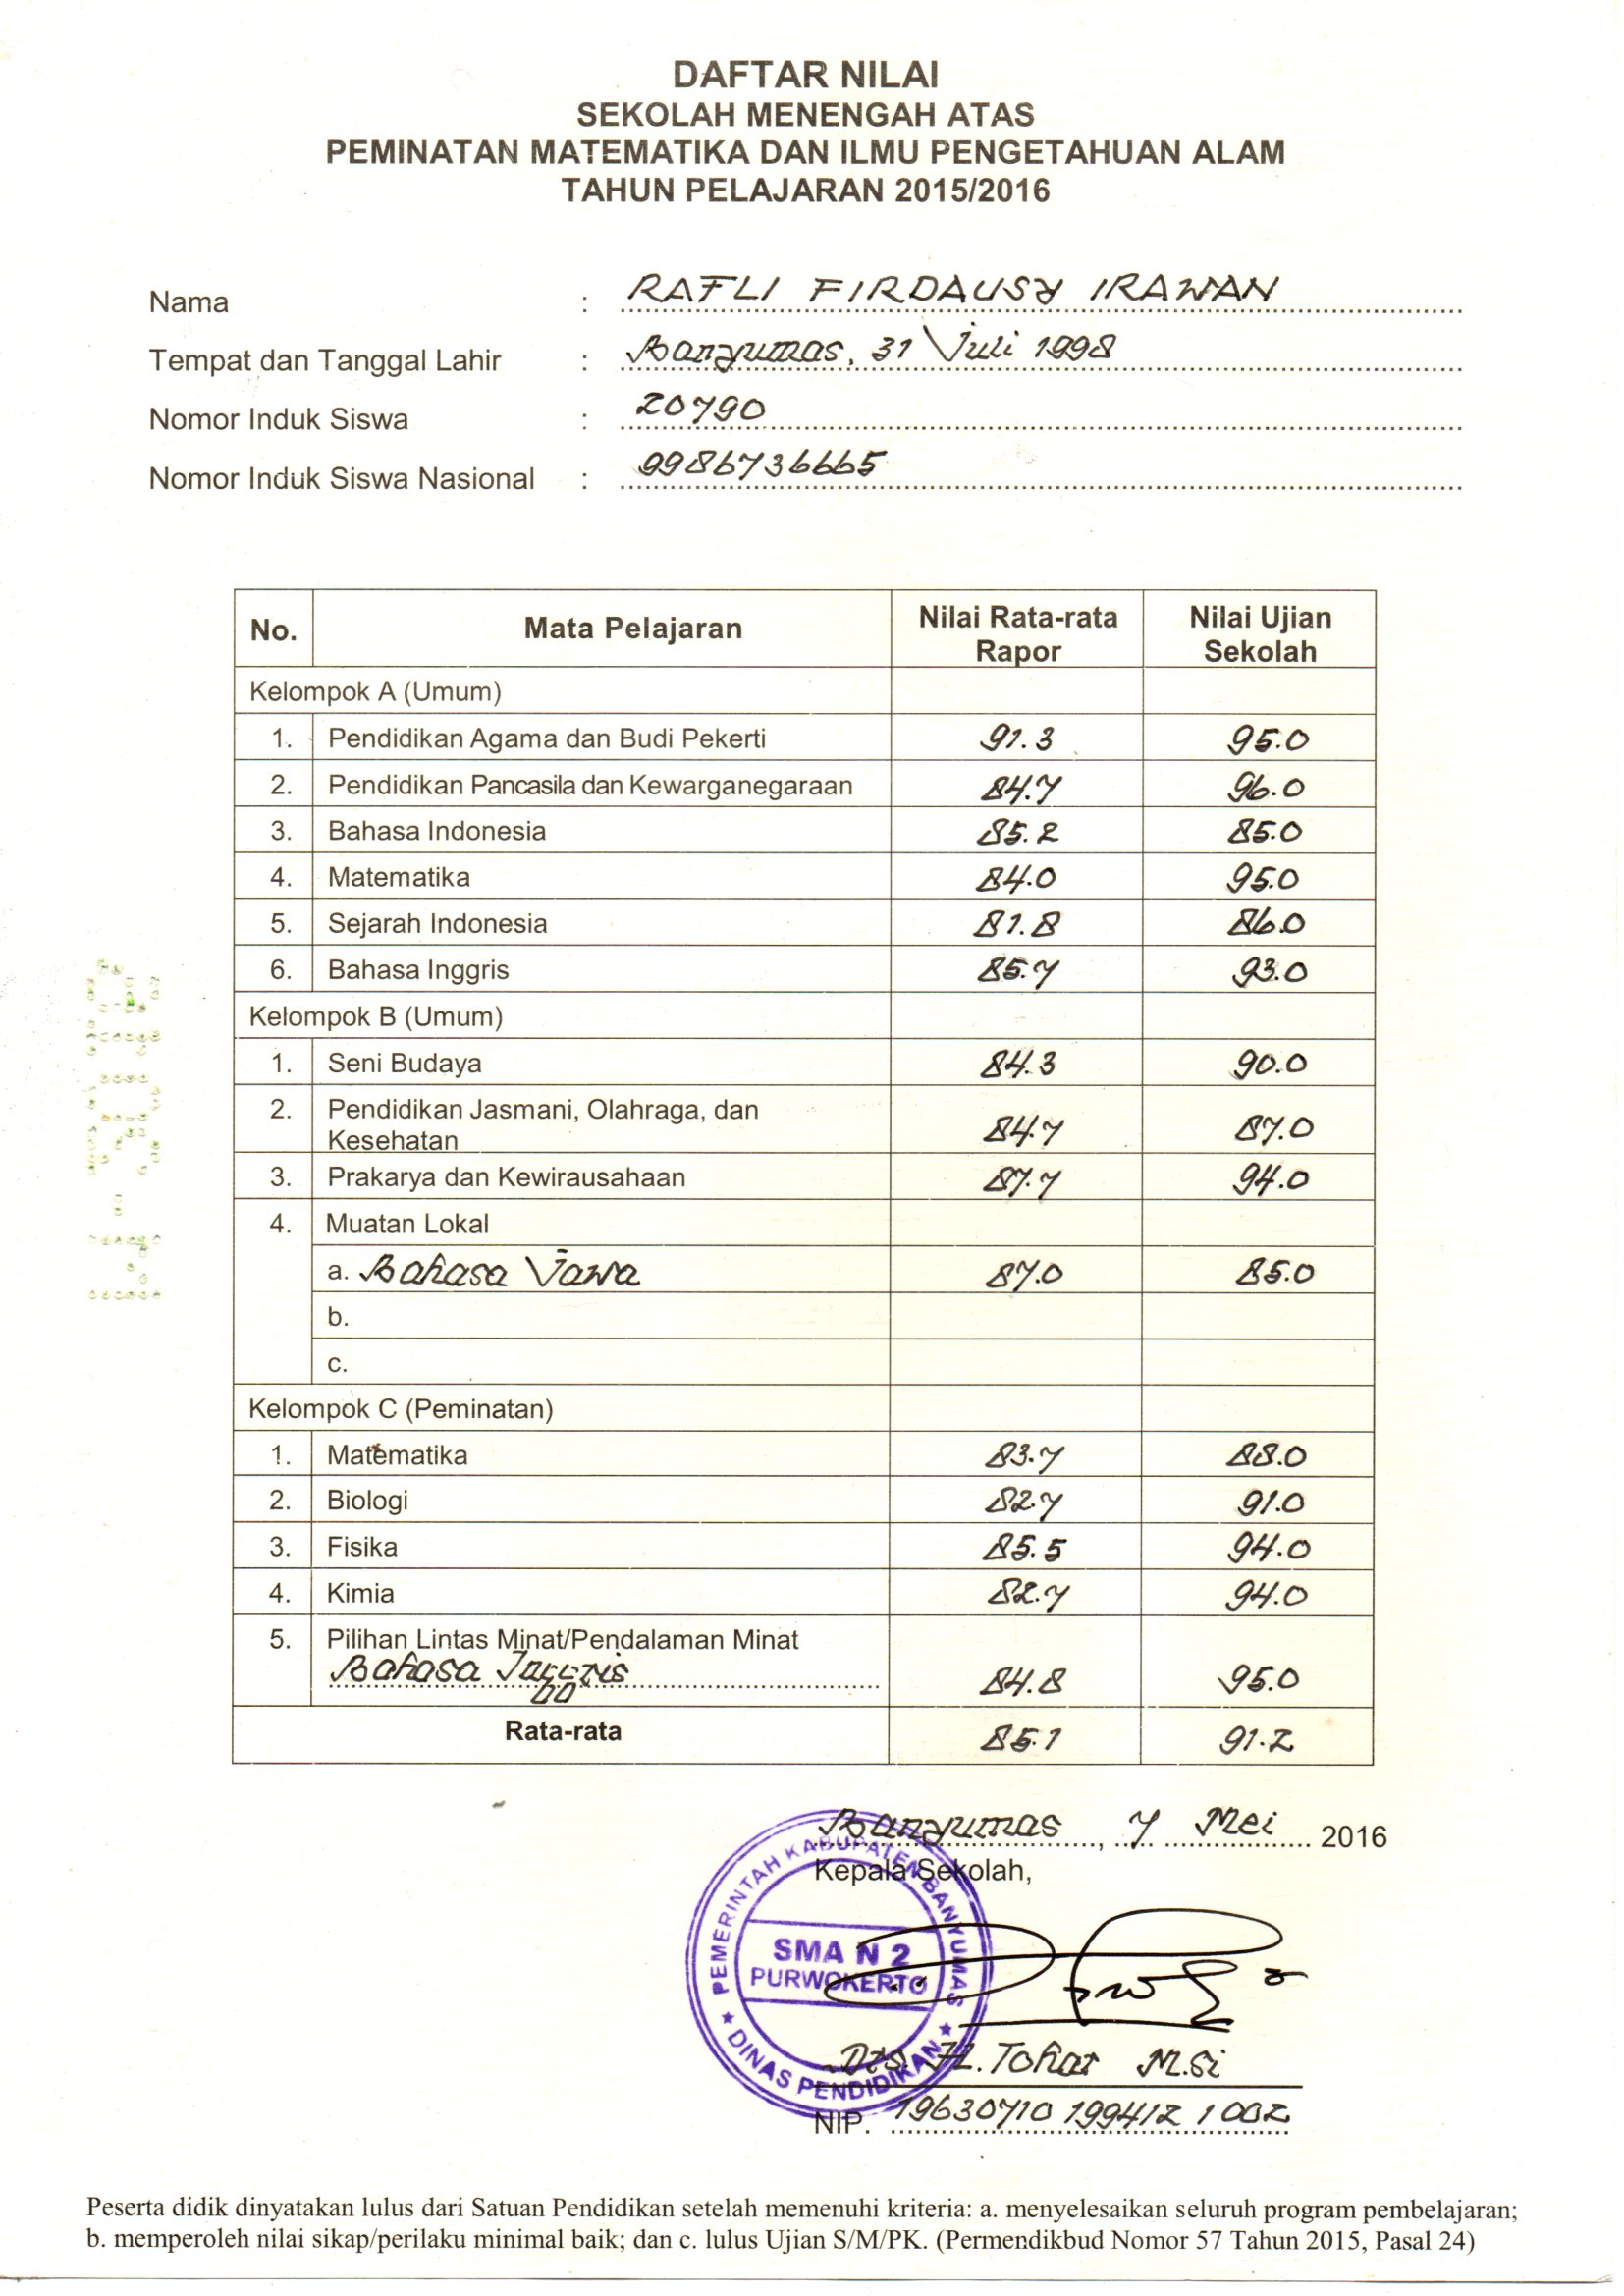 DAFTAR NILAI
SEKOLAH MENENGAH ATAS
PEMINATAN MATEMATIKA DAN ILMU PENGETAHUAN ALAM
TAHUN PELAJARAN 2015/2016
Nama : RAFLI FIRDAUSY IRAWAN
Tempat dan Tanggal Lahir : Banyumas, 31 Juli 1998
Nomor Induk Siswa : 20790
Nomor Induk Siswa Nasional : 9986736665
No. Mata Pelajaran Nilai Rata-rata Rapor Nilai Ujian Sekolah
Kelompok A (Umum)
1. Pendidikan Agama dan Budi Pekerti 91.3 95.0
2. Pendidikan Pancasila dan Kewarganegaraan 84.7 96.0
3. Bahasa Indonesia 85.2 85.0
4. Matematika 84.0 95.0
5. Sejarah Indonesia 81.8 86.0
6. Bahasa Inggris 85.7 93.0
Kelompok B (Umum)
1. Seni Budaya 84.3 90.0
2. Pendidikan Jasmani, Olahraga, dan
Kesehatan 84.7 87.0
3. Prakarya dan Kewirausahaan 87.7 94.0
4. Muatan Lokal
a. Bahasa Jawa 87.0 85.0
b.
c.
Kelompok C (Peminatan)
1. Matematika 83.7 88.0
2. Biologi 82.7 91.0
3. Fisika 85.5 94.0
4. Kimia 82.7 94.0
5. Pilihan Lintas Minat/Pendalaman Minat
Bahasa Inggris 84.8 95.0
Rata-rata 85.1 91.2
Banyumas, 7 Mei 2016
Kepala Sekolah,
PEMERINTAH KABUPATEN BANYUMAS
SMA N 2
PURWOKERTO
★ DINAS PENDIDIKAN ★
Drs. H. Tohar M.Si
NIP. 19630710 199412 1 002
Peserta didik dinyatakan lulus dari Satuan Pendidikan setelah memenuhi kriteria: a. menyelesaikan seluruh program pembelajaran;
b. memperoleh nilai sikap/perilaku minimal baik; dan c. lulus Ujian S/M/PK. (Permendikbud Nomor 57 Tahun 2015, Pasal 24)